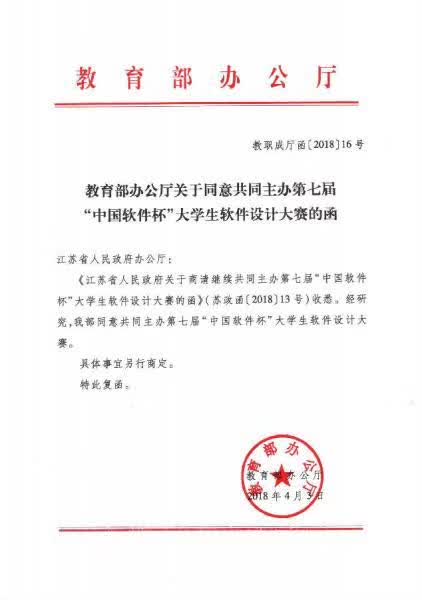 教育部办公厅
教职成厅函〔2018〕16号
教育部办公厅关于同意共同主办第七届
“中国软件杯”大学生软件设计大赛的函
江苏省人民政府办公厅：
《江苏省人民政府关于商请继续共同主办第七届“中国软件
杯”大学生软件设计大赛的函》（苏政函〔2018〕13号）收悉。经研
究，我部同意共同主办第七届“中国软件杯”大学生软件设计大
赛。
具体事宜另行商定。
特此复函。
教育部办公厅
教育部办公厅
2018年4月3日